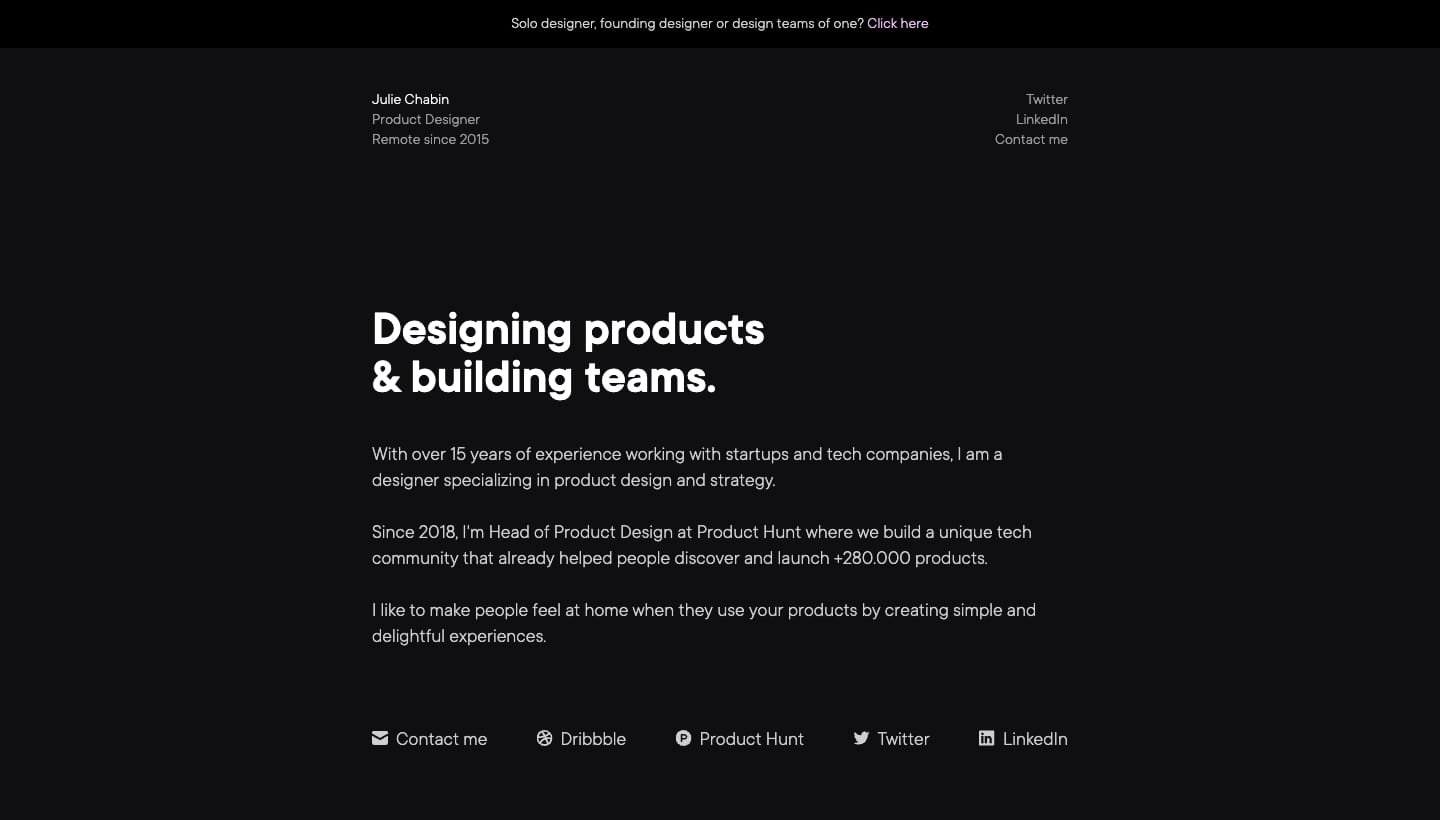 Solo designer, founding designer or design teams of one? Click here
Julie Chabin
Product Designer
Remote since 2015
Twitter
LinkedIn
Contact me
Designing products
& building teams.
With over 15 years of experience working with startups and tech companies, I am a
designer specializing in product design and strategy.
Since 2018, I'm Head of Product Design at Product Hunt where we build a unique tech
community that already helped people discover and launch +280.000 products.
I like to make people feel at home when they use your products by creating simple and
delightful experiences.
Contact me Dribbble Product Hunt Twitter LinkedIn